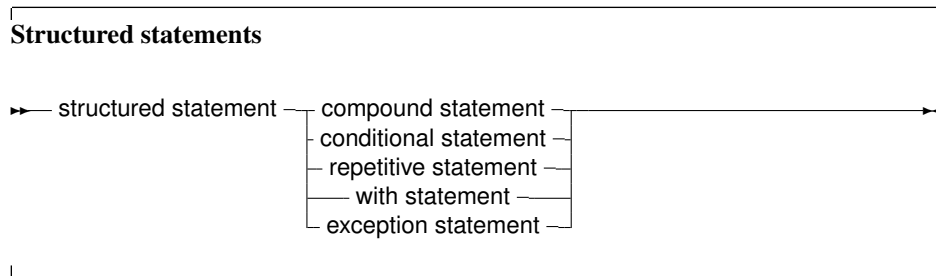 Structured statements
structured statement compound statement
conditional statement
repetitive statement
with statement
exception statement